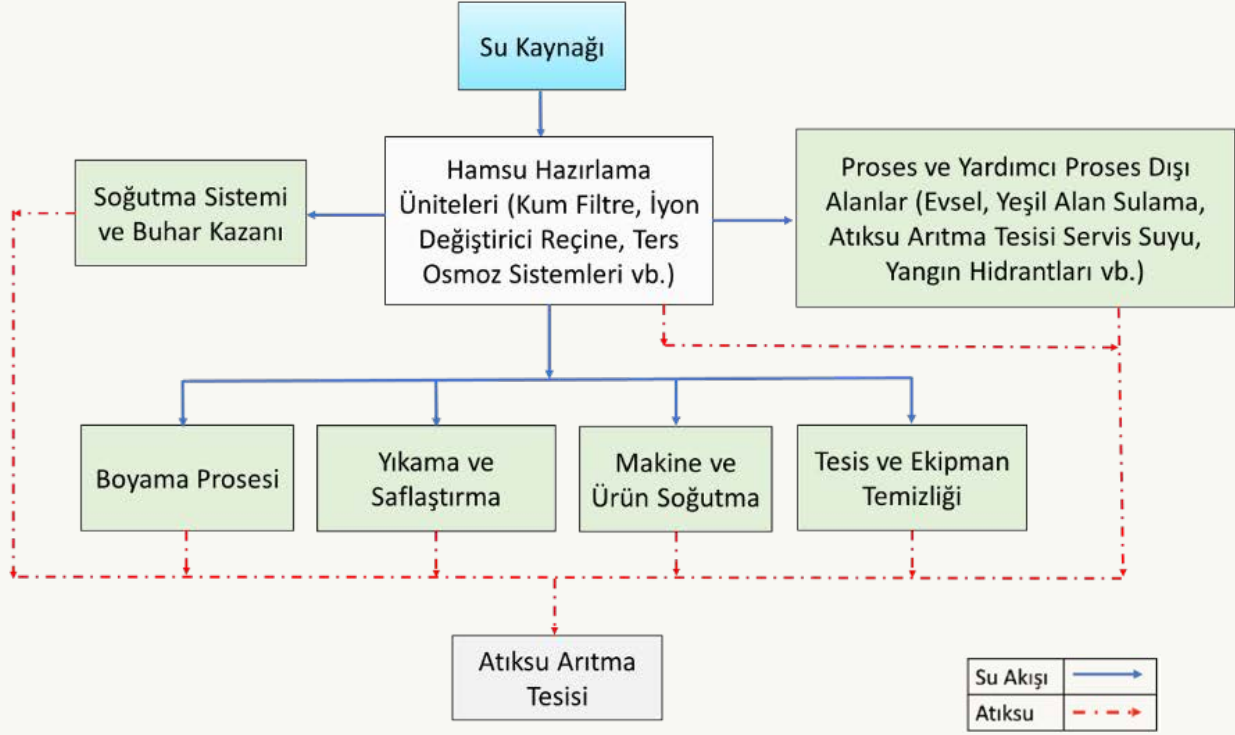 Su Kaynağı
Hamsu Hazırlama
Üniteleri (Kum Filtre, İyon
Değiştirici Reçine, Ters
Osmoz Sistemleri vb.)
Soğutma Sistemi
ve Buhar Kazanı
Proses ve Yardımcı Proses Dışı
Alanlar (Evsel, Yeşil Alan Sulama,
Atıksu Arıtma Tesisi Servis Suyu,
Yangın Hidrantları vb.)
Boyama Prosesi
Yıkama ve
Saflaştırma
Makine ve
Ürün Soğutma
Tesis ve Ekipman
Temizliği
Atıksu Arıtma
Tesisi
Su Akışı
Atıksu